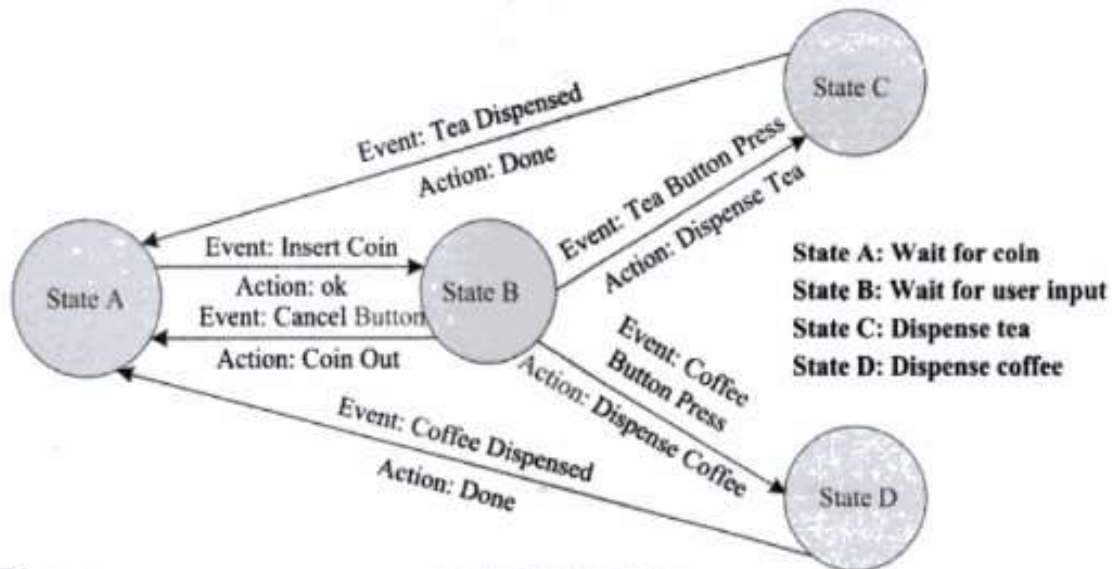 State C
Event: Tea Dispensed
Action: Done
Event: Tea Button Press
Action: Dispense Tea
State A
Event: Insert Coin
Action: ok
Event: Cancel Button
Action: Coin Out
State B
State A: Wait for coin
State B: Wait for user input
State C: Dispense tea
State D: Dispense coffee
Event: Coffee
Button Press
Action: Dispense Coffee
Event: Coffee Dispensed
Action: Done
State D